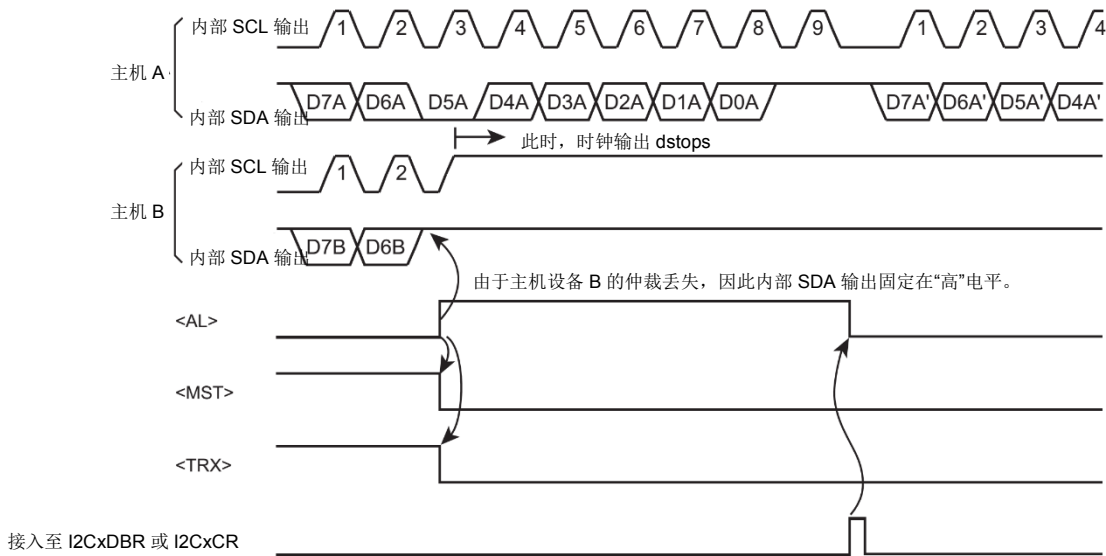 内部 SCL 输出
1 2 3 4 5 6 7 8 9 1 2 3 4
主机 A
D7A D6A D5A D4A D3A D2A D1A D0A D7A' D6A' D5A' D4A'
内部 SDA 输出
此时，时钟输出 dstops
内部 SCL 输出
1 2
主机 B
D7B D6B
内部 SDA 输出
由于主机设备 B 的仲裁丢失，因此内部 SDA 输出固定在“高”电平。
<AL>
<MST>
<TRX>
接入至 I2CxDBR 或 I2CxCR